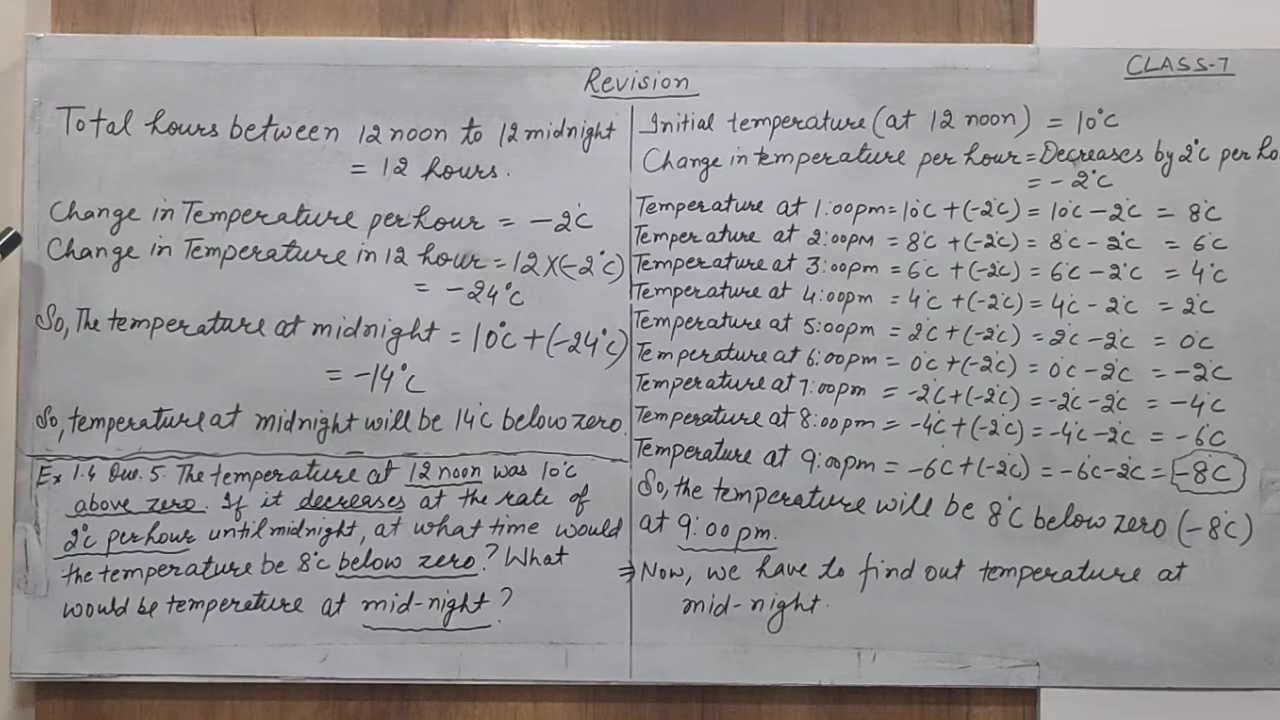 CLASS-7
Revision
Total hours between 12 noon to 12 midnight
= 12 hours.
Change in Temperature per hour = -2°C
Change in Temperature in 12 hour = 12×(-2°C)
= -24°C
So, The temperature at midnight = 10°C+(-24°C)
= -14°C
So, temperature at midnight will be 14°C below zero.
Ex 1.4 Que. 5. The temperature at 12 noon was 10°C
above zero. If it decreases at the rate of
2°C per hour until midnight, at what time would
the temperature be 8°C below zero? What
would be temperature at mid-night?
Initial temperature (at 12 noon) = 10°C
Change in temperature per hour = Decreases by 2°C per ho
= -2°C
Temperature at 1:00pm = 10°C +(-2°C) = 10°C - 2°C = 8°C
Temperature at 2:00pm = 8°C +(-2°C) = 8°C - 2°C = 6°C
Temperature at 3:00pm = 6°C +(-2°C) = 6°C - 2°C = 4°C
Temperature at 4:00pm = 4°C +(-2°C) = 4°C - 2°C = 2°C
Temperature at 5:00pm = 2°C +(-2°C) = 2°C - 2°C = 0°C
Temperature at 6:00pm = 0°C +(-2°C) = 0°C - 2°C = -2°C
Temperature at 7:00pm = -2°C+(-2°C) = -2°C - 2°C = -4°C
Temperature at 8:00pm = -4°C+(-2°C) = -4°C - 2°C = -6°C
Temperature at 9:00pm = -6°C+(-2°C) = -6°C - 2°C = -8°C
So, the temperature will be 8°C below zero (-8°C)
at 9:00 pm.
⇒ Now, we have to find out temperature at
mid-night.